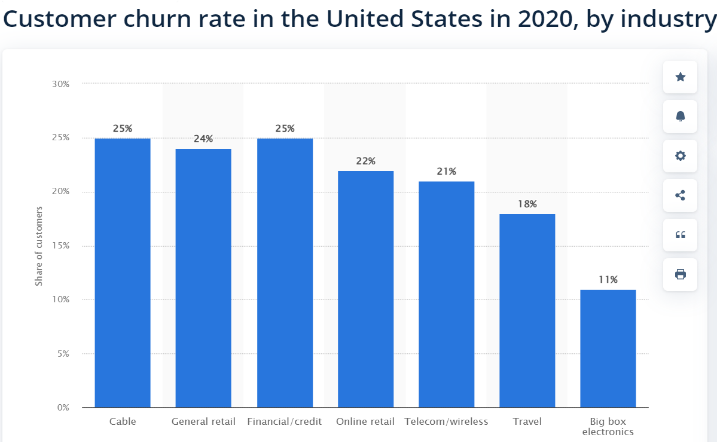 Customer churn rate in the United States in 2020, by industry
30%
25%
20%
15%
10%
5%
0%
Share of customers
25%
24%
25%
22%
21%
18%
11%
Cable
General retail
Financial/credit
Online retail
Telecom/wireless
Travel
Big box
electronics